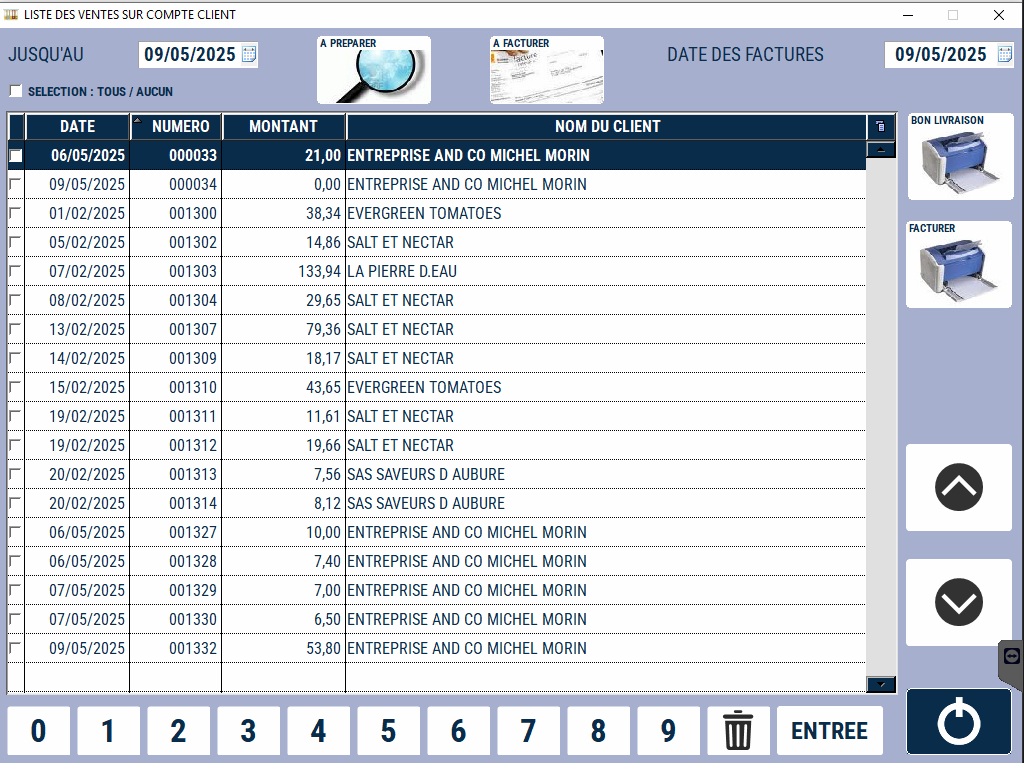 LISTE DES VENTES SUR COMPTE CLIENT
JUSQU'AU 09/05/2025 A PREPARER A FACTURER DATE DES FACTURES 09/05/2025
facture
SELECTION : TOUS / AUCUN
DATE NUMERO MONTANT NOM DU CLIENT
06/05/2025 000033 21,00 ENTREPRISE AND CO MICHEL MORIN
09/05/2025 000034 0,00 ENTREPRISE AND CO MICHEL MORIN
01/02/2025 001300 38,34 EVERGREEN TOMATOES
05/02/2025 001302 14,86 SALT ET NECTAR
07/02/2025 001303 133,94 LA PIERRE D.EAU
08/02/2025 001304 29,65 SALT ET NECTAR
13/02/2025 001307 79,36 SALT ET NECTAR
14/02/2025 001309 18,17 SALT ET NECTAR
15/02/2025 001310 43,65 EVERGREEN TOMATOES
19/02/2025 001311 11,61 SALT ET NECTAR
19/02/2025 001312 19,66 SALT ET NECTAR
20/02/2025 001313 7,56 SAS SAVEURS D AUBURE
20/02/2025 001314 8,12 SAS SAVEURS D AUBURE
06/05/2025 001327 10,00 ENTREPRISE AND CO MICHEL MORIN
06/05/2025 001328 7,40 ENTREPRISE AND CO MICHEL MORIN
07/05/2025 001329 7,00 ENTREPRISE AND CO MICHEL MORIN
07/05/2025 001330 6,50 ENTREPRISE AND CO MICHEL MORIN
09/05/2025 001332 53,80 ENTREPRISE AND CO MICHEL MORIN
BON LIVRAISON
FACTURER
0 1 2 3 4 5 6 7 8 9 ENTREE